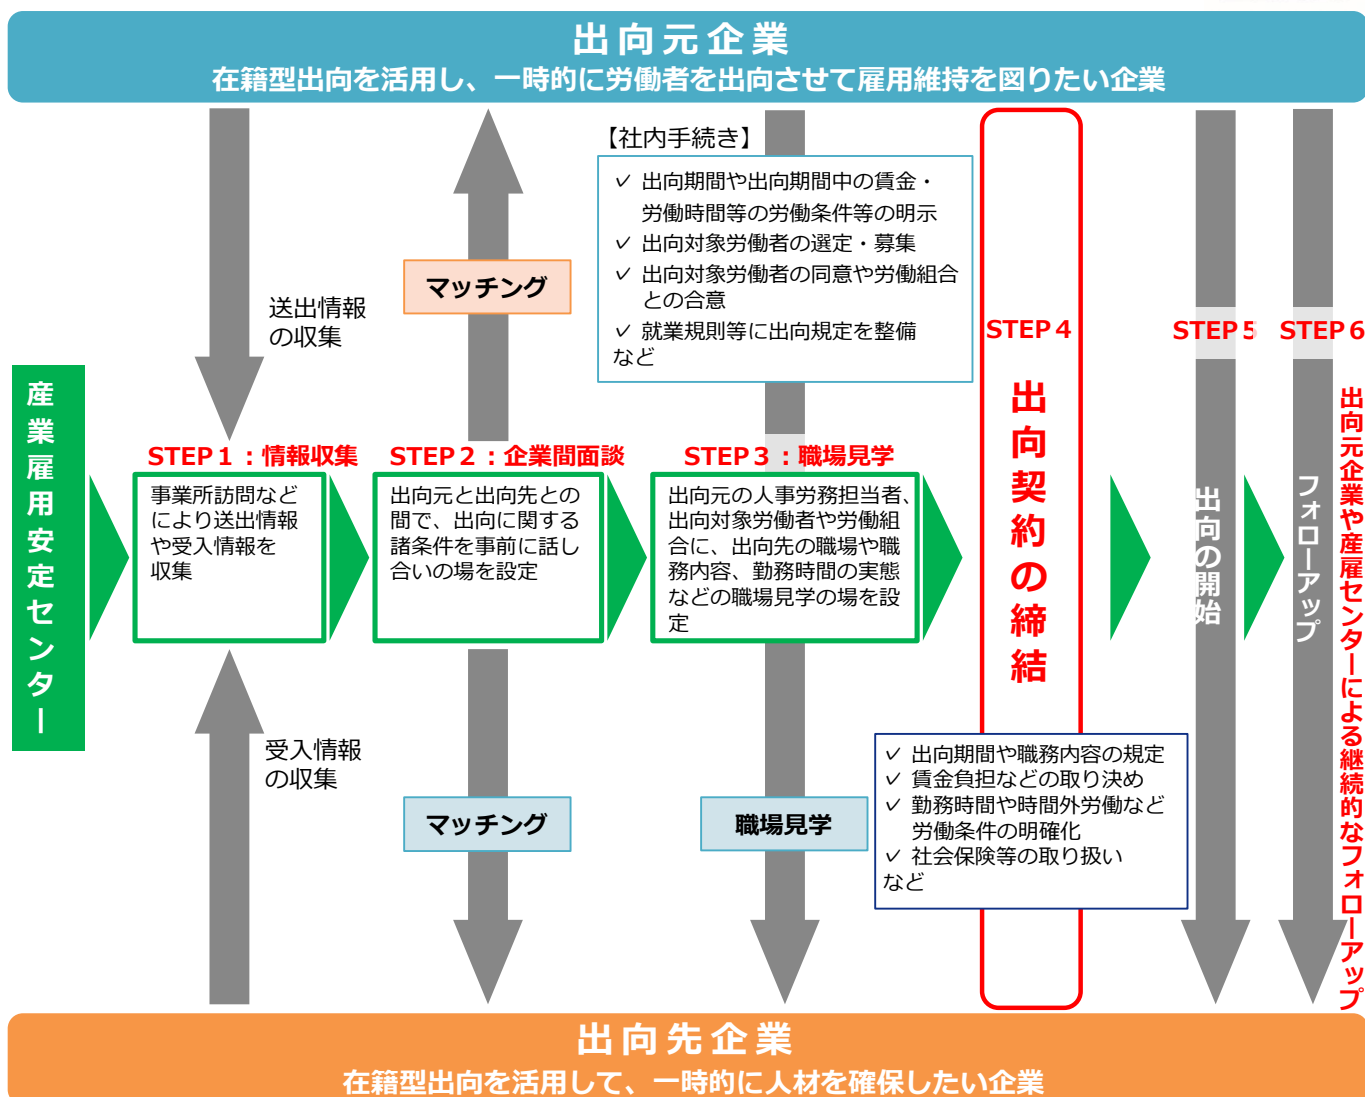 出向元企業
在籍型出向を活用し、一時的に労働者を出向させて雇用維持を図りたい企業
【社内手続き】
✓ 出向期間や出向期間中の賃金・
労働時間等の労働条件等の明示
✓ 出向対象労働者の選定・募集
✓ 出向対象労働者の同意や労働組合
との合意
✓ 就業規則等に出向規定を整備
など
マッチング
送出情報
の収集
産業雇用安定センター
STEP１：情報収集
事業所訪問など
により送出情報
や受入情報を
収集
STEP２：企業間面談
出向元と出向先との
間で、出向に関する
諸条件を事前に話し
合いの場を設定
STEP３：職場見学
出向元の人事労務担当者、
出向対象労働者や労働組
合に、出向先の職場や職
務内容、勤務時間の実態
などの職場見学の場を設
定
STEP４
出向契約の締結
STEP５
出向の開始
STEP６
フォローアップ
出向元企業や産雇センターによる継続的なフォローアップ
受入情報
の収集
マッチング
職場見学
✓ 出向期間や職務内容の規定
✓ 賃金負担などの取り決め
✓ 勤務時間や時間外労働など
労働条件の明確化
✓ 社会保険等の取り扱い
など
出向先企業
在籍型出向を活用して、一時的に人材を確保したい企業